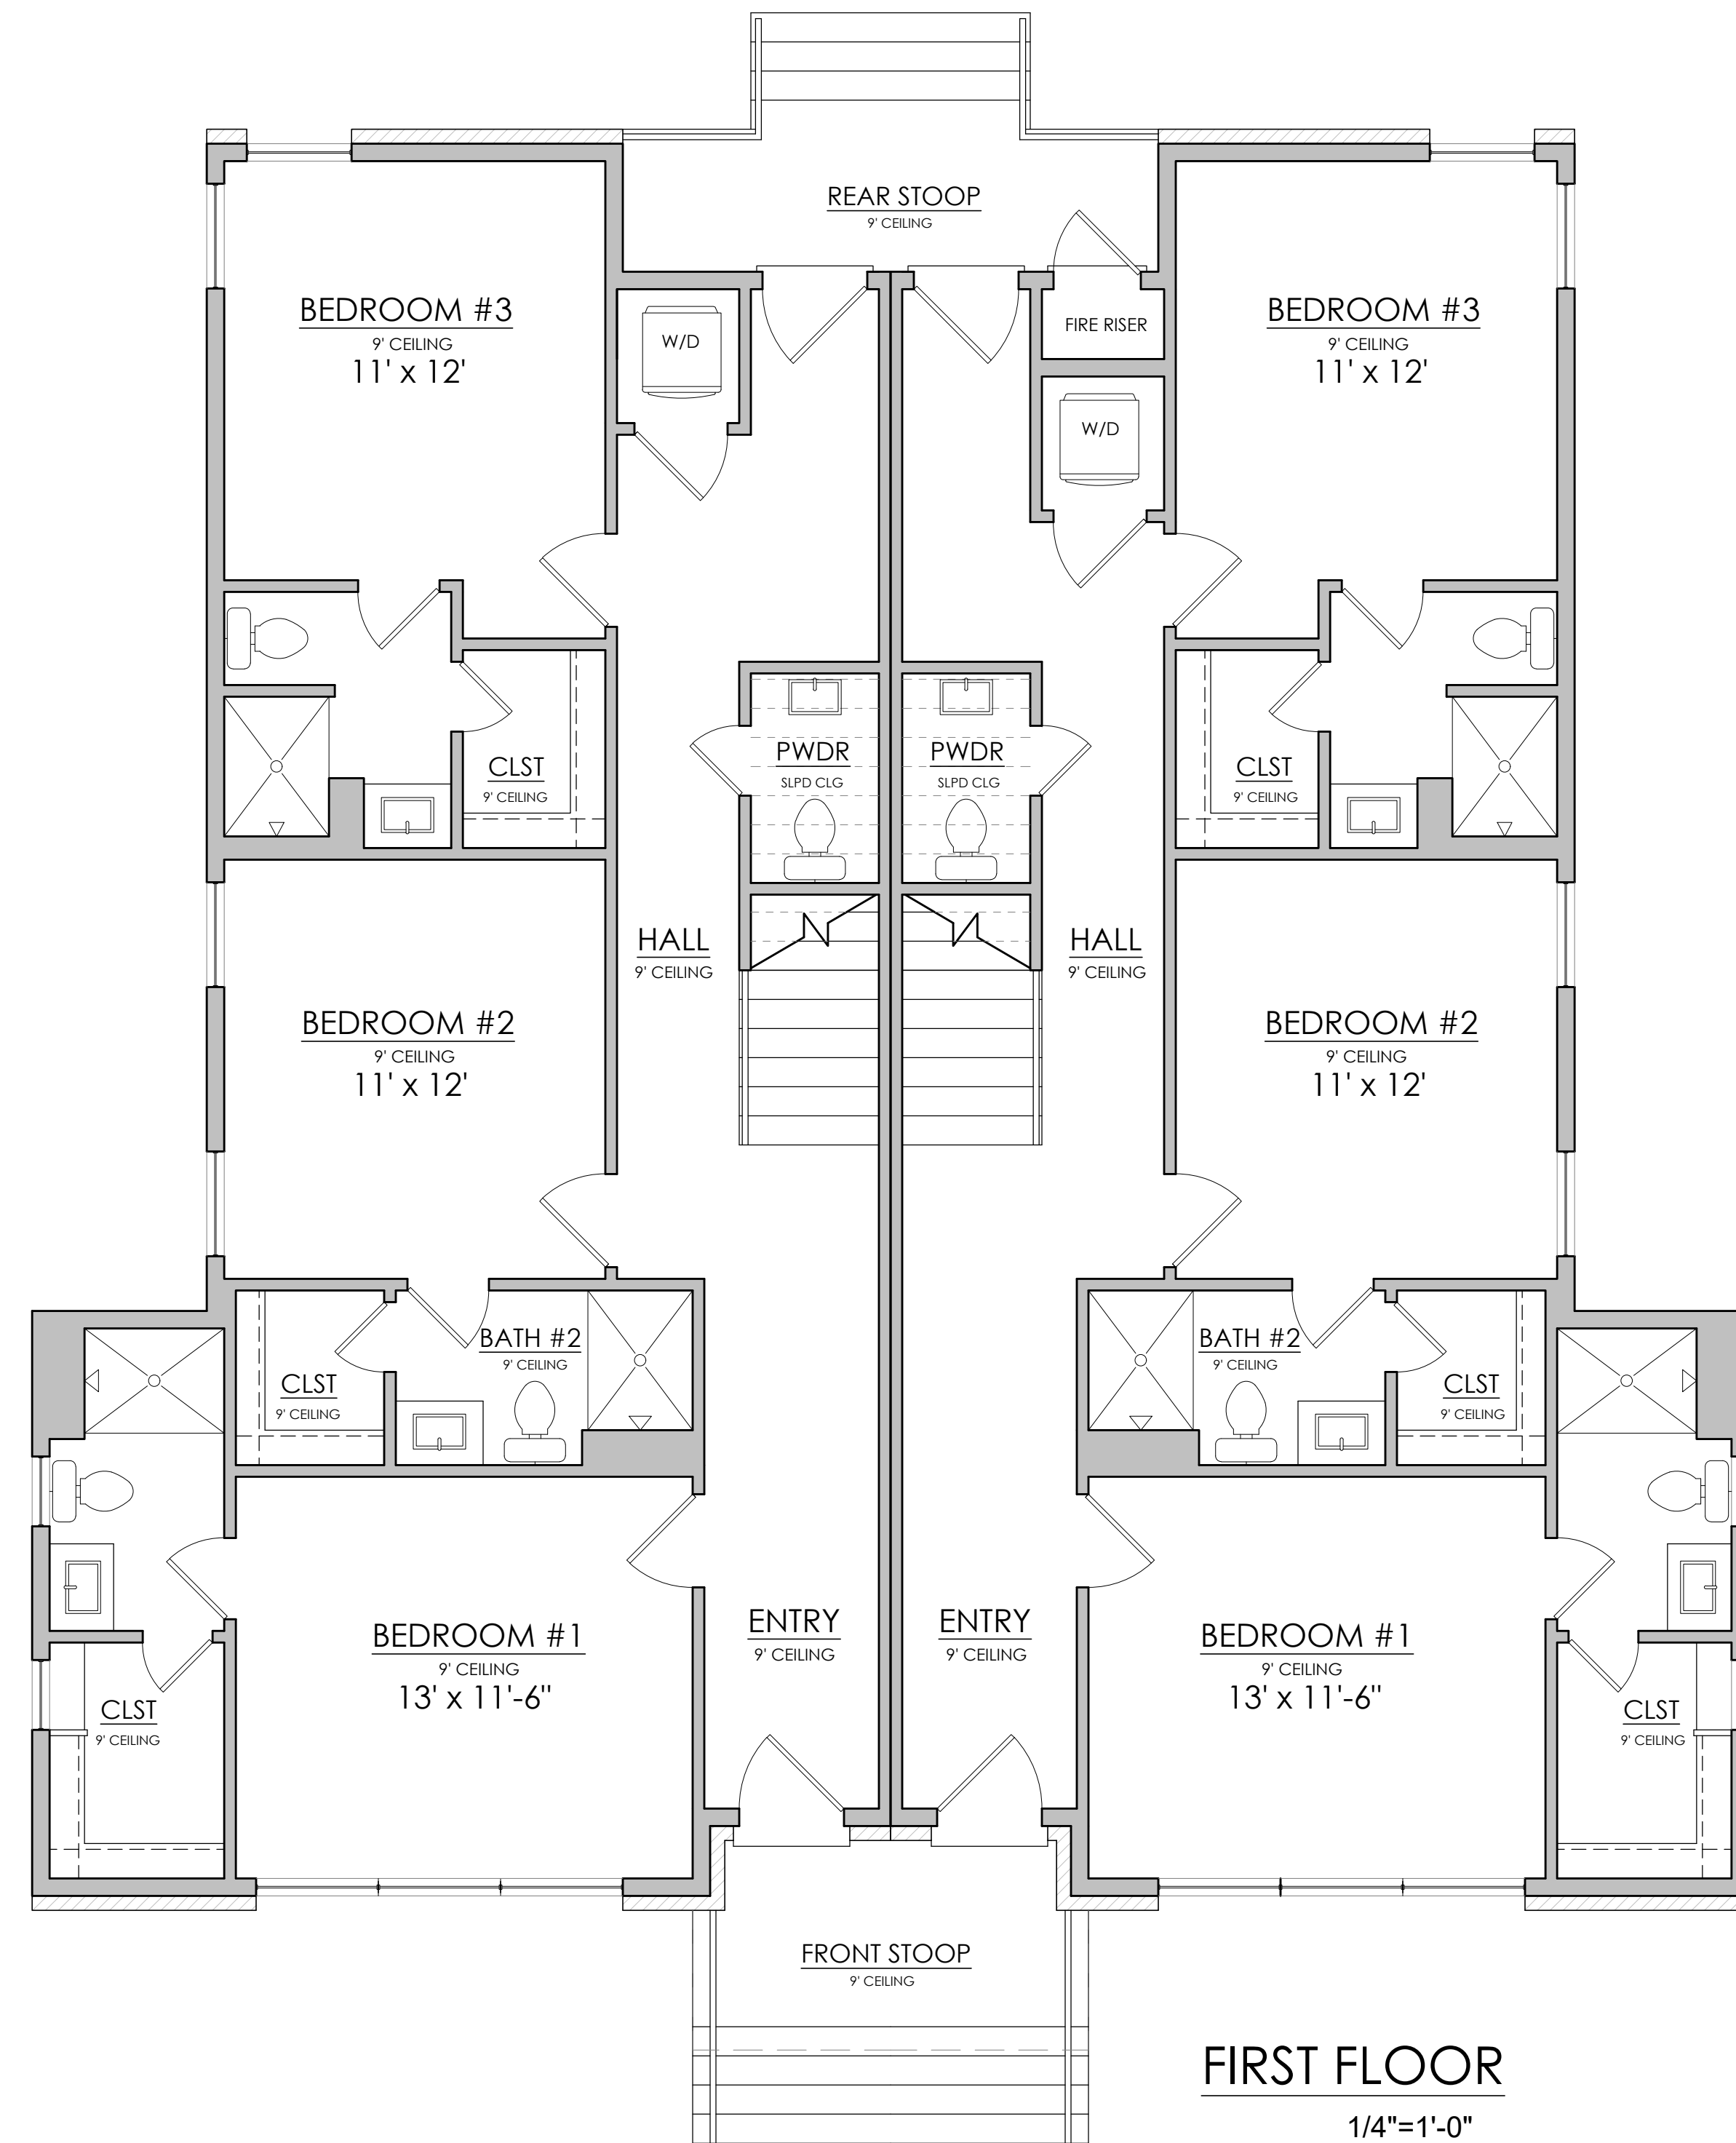 REAR STOOP
9' CEILING
BEDROOM #3
9' CEILING
11' x 12'
W/D
FIRE RISER
BEDROOM #3
9' CEILING
11' x 12'
W/D
CLST
9' CEILING
PWDR
SLPD CLG
PWDR
SLPD CLG
CLST
9' CEILING
HALL
9' CEILING
HALL
9' CEILING
BEDROOM #2
9' CEILING
11' x 12'
BEDROOM #2
9' CEILING
11' x 12'
BATH #2
9' CEILING
CLST
9' CEILING
BATH #2
9' CEILING
CLST
9' CEILING
BEDROOM #1
9' CEILING
13' x 11'-6"
ENTRY
9' CEILING
ENTRY
9' CEILING
BEDROOM #1
9' CEILING
13' x 11'-6"
CLST
9' CEILING
CLST
9' CEILING
FRONT STOOP
9' CEILING
FIRST FLOOR
1/4"=1'-0"